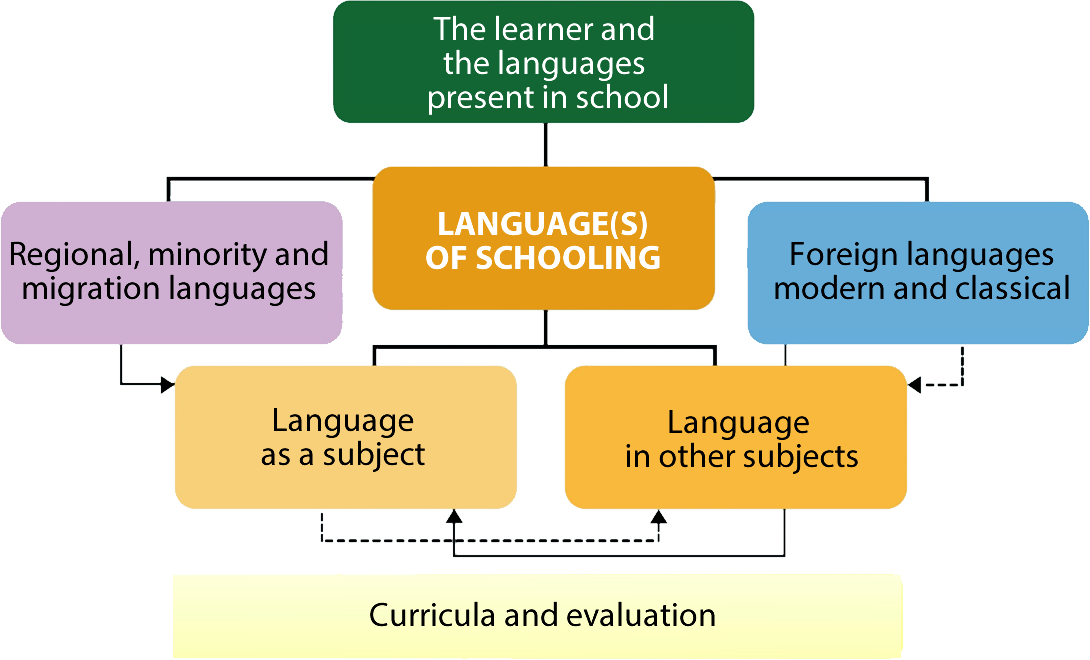 The learner and
the languages
present in school
LANGUAGE(S)
OF SCHOOLING
Regional, minority and
migration languages
Foreign languages
modern and classical
Language
as a subject
Language
in other subjects
Curricula and evaluation